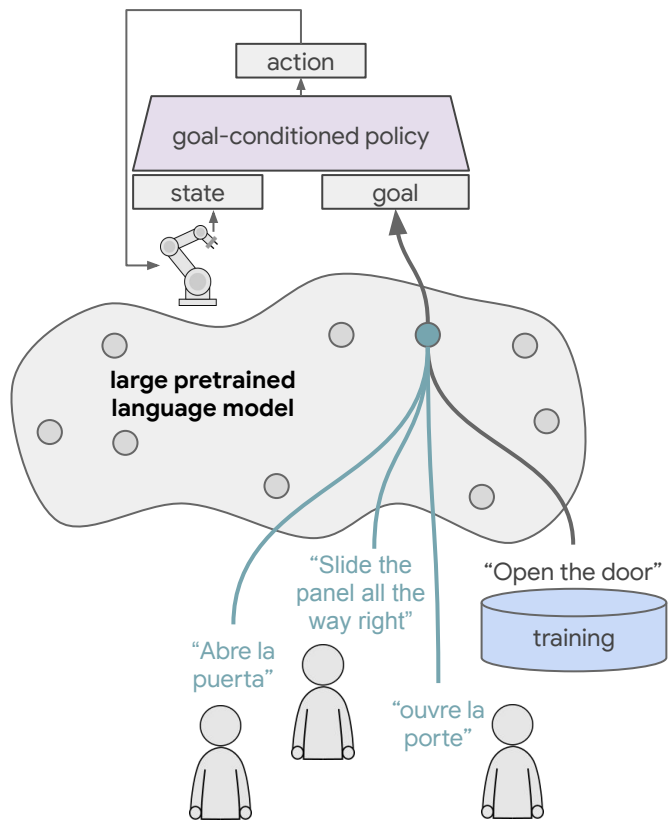 action
goal-conditioned policy
state
goal
large pretrained
language model
“Slide the
panel all the
way right”
“Open the door”
training
“Abre la
puerta”
“ouvre la
porte”